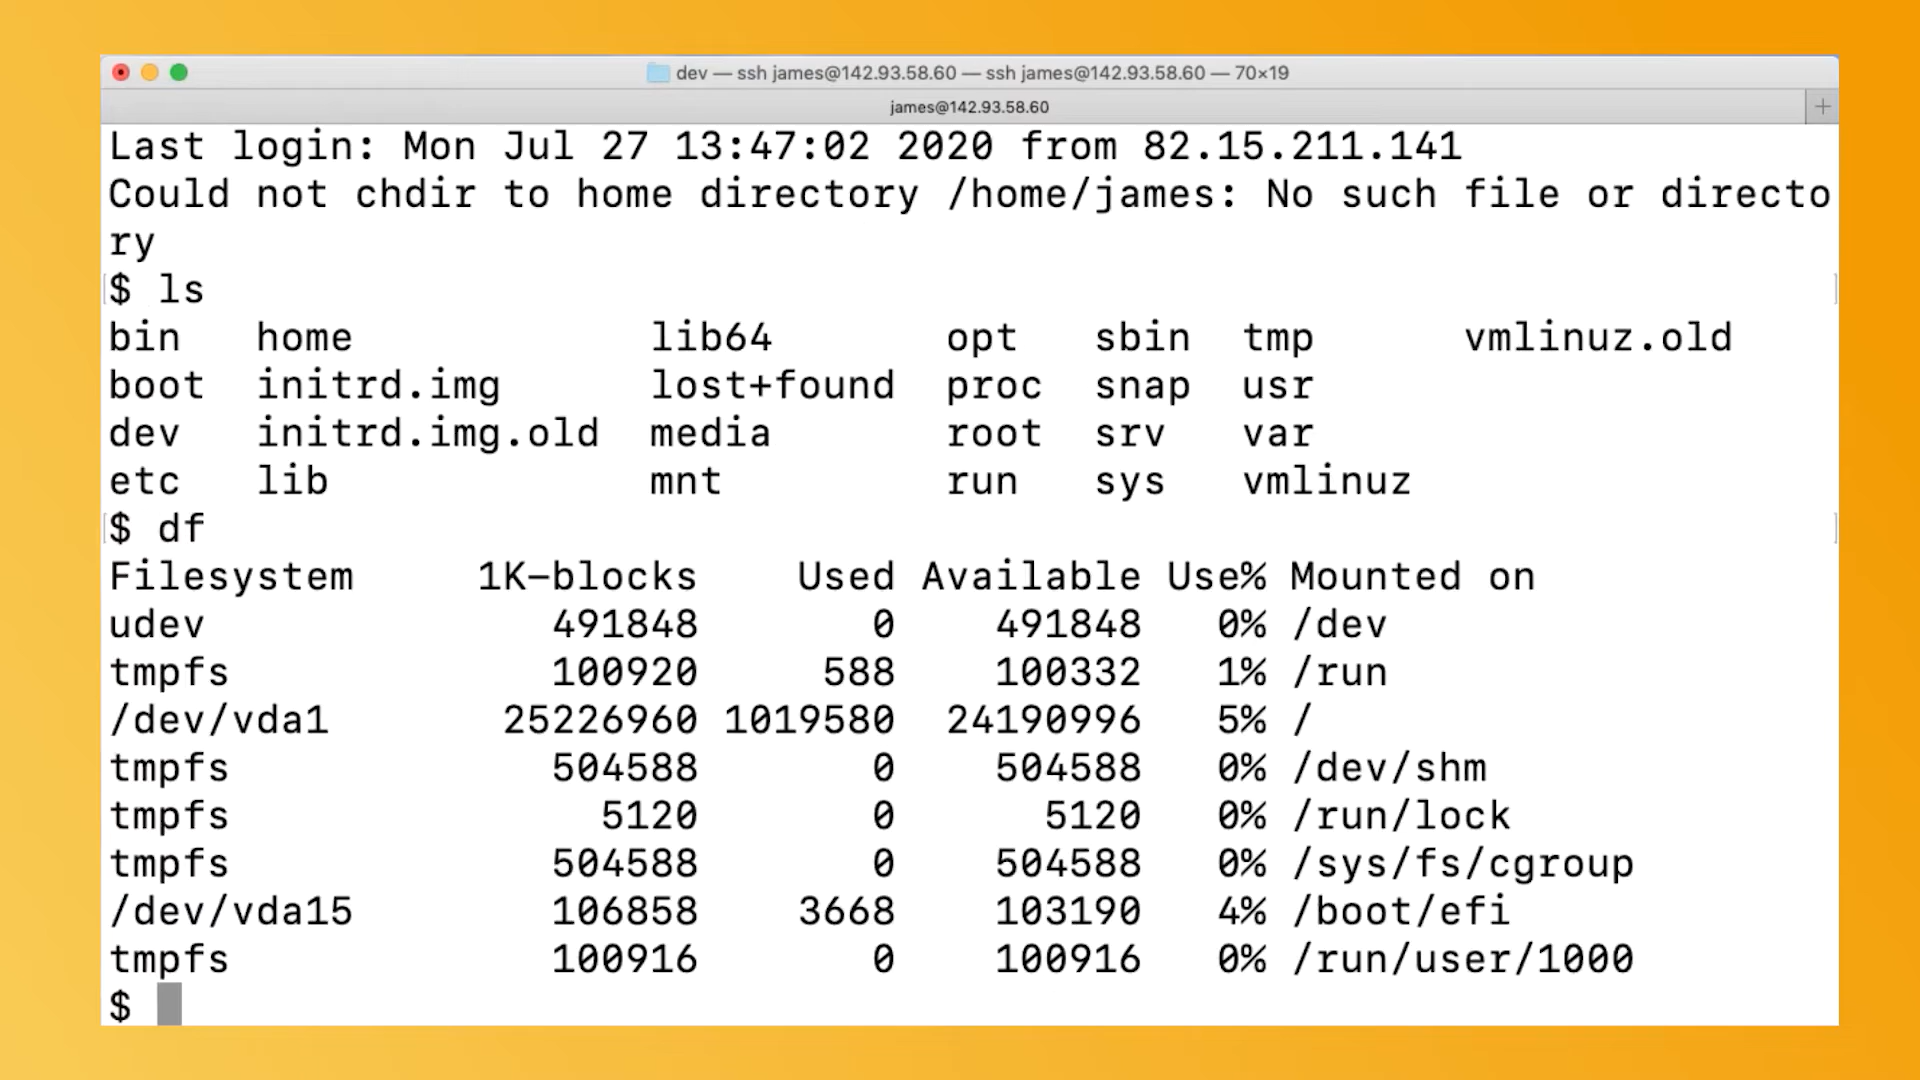 dev — ssh james@142.93.58.60 — ssh james@142.93.58.60 — 70×19
james@142.93.58.60
+
Last login: Mon Jul 27 13:47:02 2020 from 82.15.211.141
Could not chdir to home directory /home/james: No such file or directo
ry
$ ls
bin   home            lib64       opt   sbin  tmp      vmlinuz.old
boot  initrd.img      lost+found  proc  snap  usr
dev   initrd.img.old  media       root  srv   var
etc   lib             mnt         run   sys   vmlinuz
$ df
Filesystem     1K-blocks    Used Available Use% Mounted on
udev              491848       0    491848   0% /dev
tmpfs             100920     588    100332   1% /run
/dev/vda1       25226960 1019580  24190996   5% /
tmpfs             504588       0    504588   0% /dev/shm
tmpfs               5120       0      5120   0% /run/lock
tmpfs             504588       0    504588   0% /sys/fs/cgroup
/dev/vda15        106858    3668    103190   4% /boot/efi
tmpfs             100916       0    100916   0% /run/user/1000
$